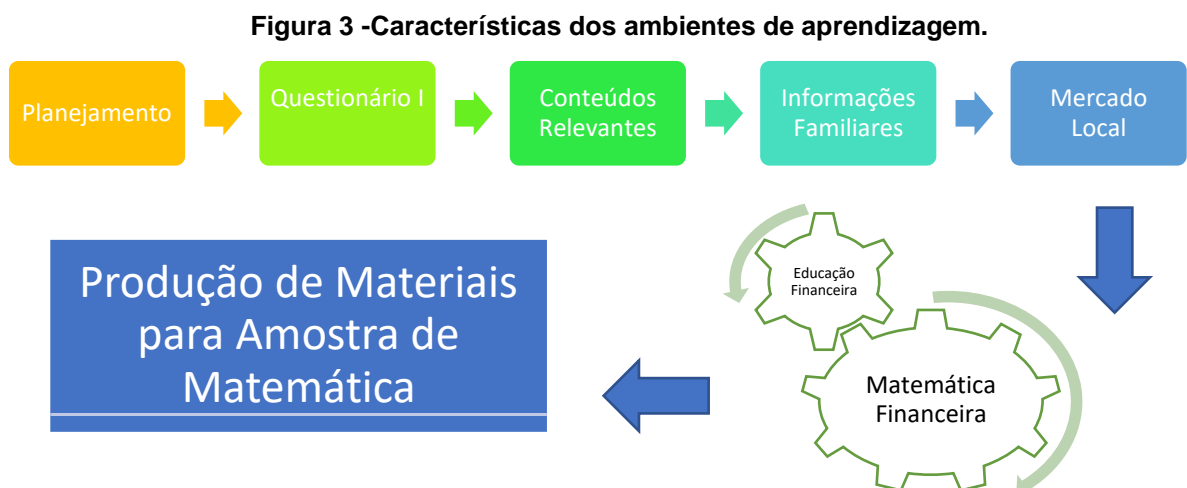 Figura 3 -Características dos ambientes de aprendizagem.
Planejamento
Questionário I
Conteúdos
Relevantes
Informações
Familiares
Mercado
Local
Produção de Materiais
para Amostra de
Matemática
Educação
Financeira
Matemática
Financeira